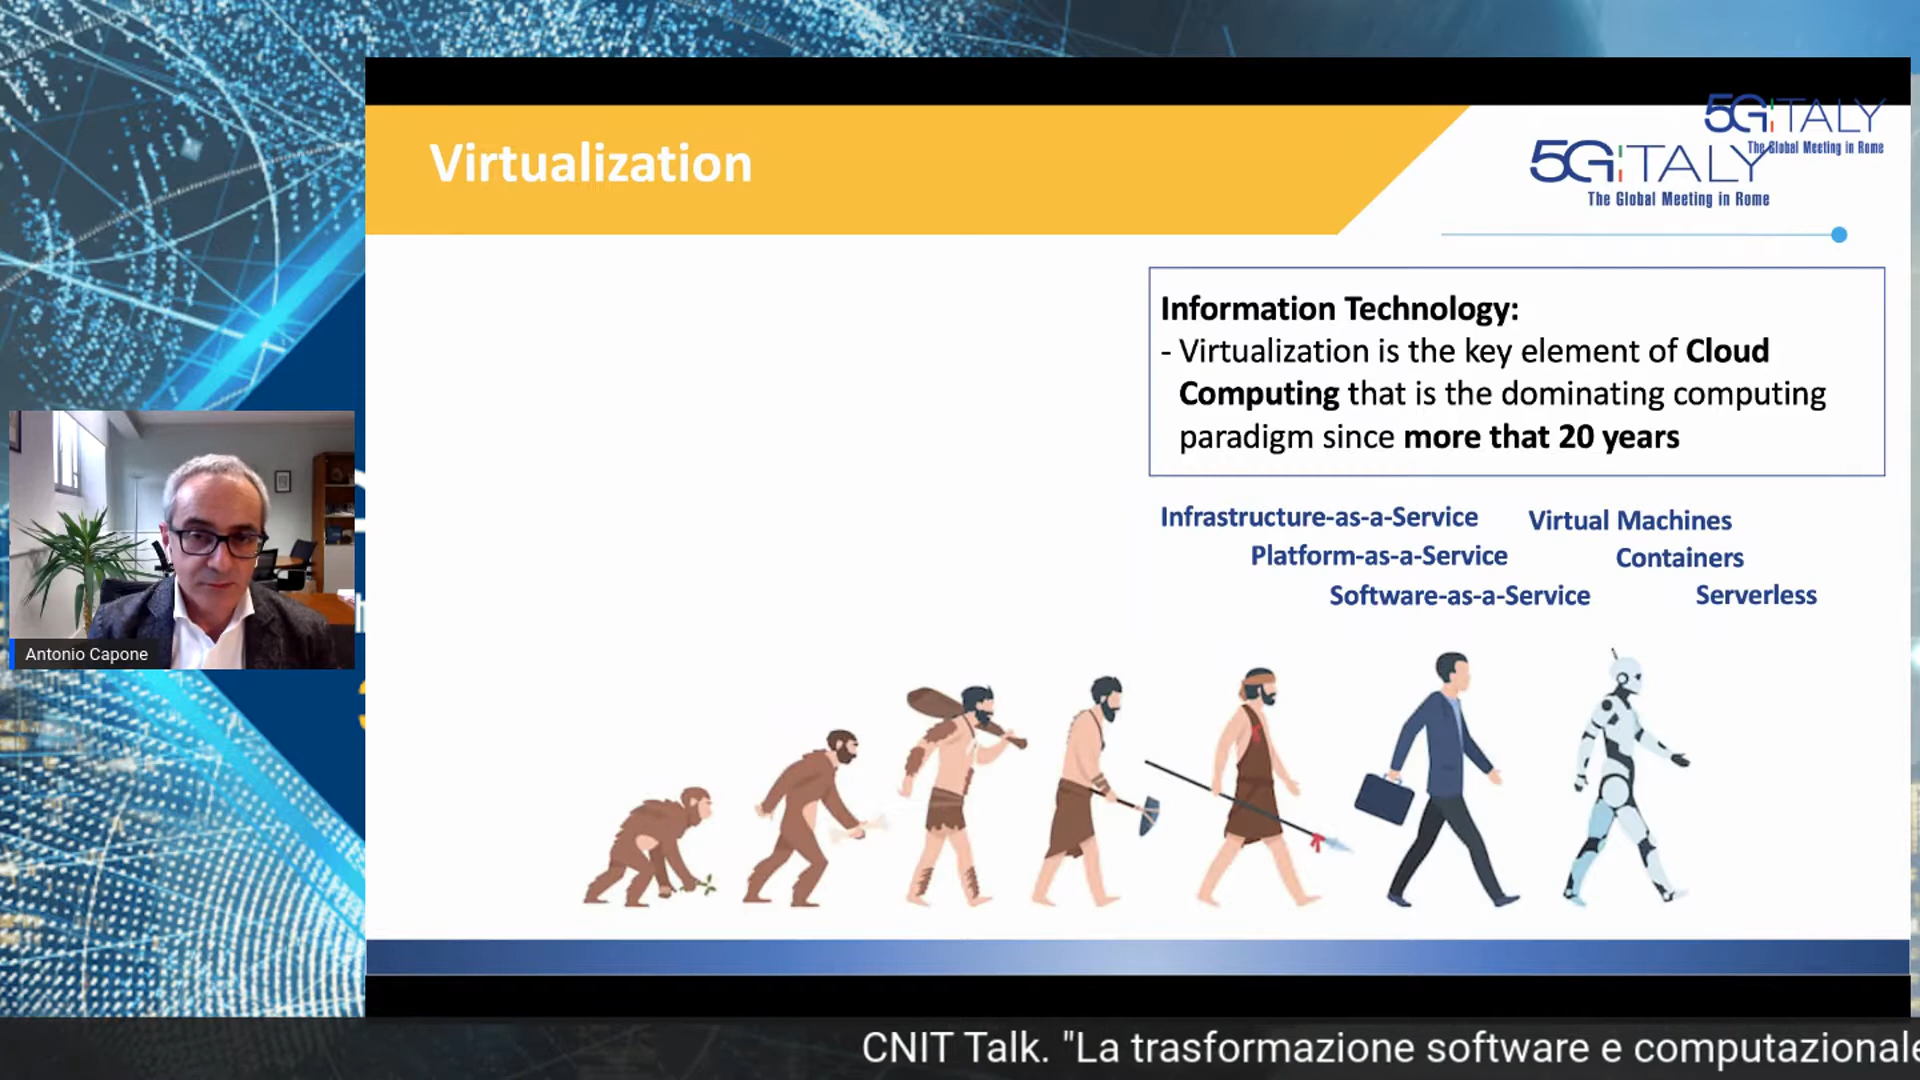 Virtualization
5G ITALY
The Global Meeting in Rome
5G ITALY
The Global Meeting in Rome
Information Technology:
- Virtualization is the key element of Cloud
Computing that is the dominating computing
paradigm since more that 20 years
Infrastructure-as-a-Service
Virtual Machines
Platform-as-a-Service
Containers
Software-as-a-Service
Serverless
Antonio Capone
CNIT Talk. "La trasformazione software e computazionale